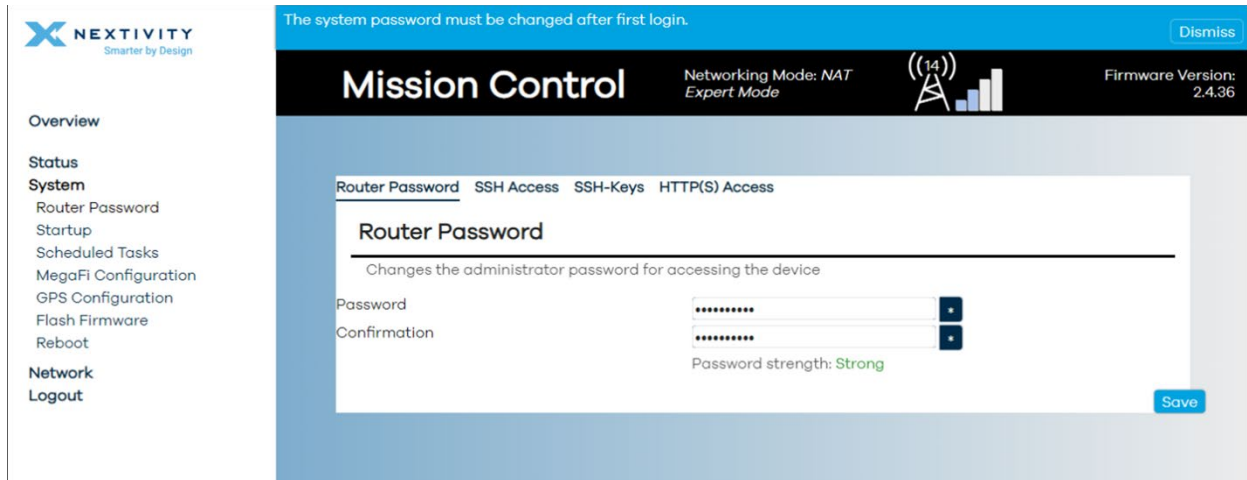 NEXTIVITY
Smarter by Design
The system password must be changed after first login.
Dismiss
Mission Control
Networking Mode: NAT
Expert Mode
((14))
Firmware Version:
2.4.36
Overview
Status
System
Router Password
Startup
Scheduled Tasks
MegaFi Configuration
GPS Configuration
Flash Firmware
Reboot
Network
Logout
Router Password SSH Access SSH-Keys HTTP(S) Access
Router Password
Changes the administrator password for accessing the device
Password
•••••••••• *
Confirmation
•••••••••• *
Password strength: Strong
Save